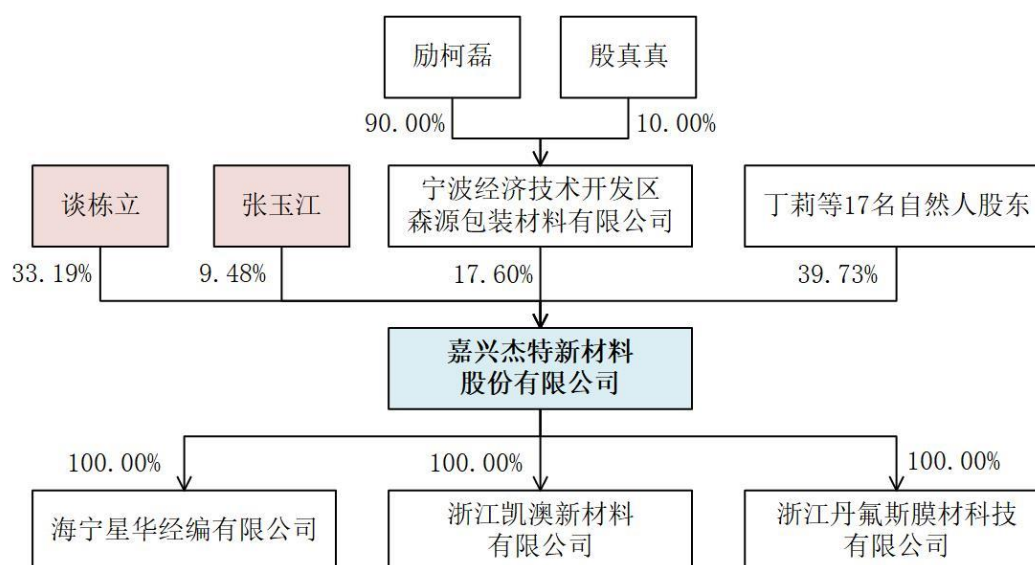 励柯磊
殷真真
90.00%
10.00%
谈栋立
张玉江
宁波经济技术开发区
森源包装材料有限公司
丁莉等17名自然人股东
33.19%
9.48%
17.60%
39.73%
嘉兴杰特新材料
股份有限公司
100.00%
100.00%
100.00%
海宁星华经编有限公司
浙江凯澳新材料
有限公司
浙江丹氟斯膜材科技
有限公司